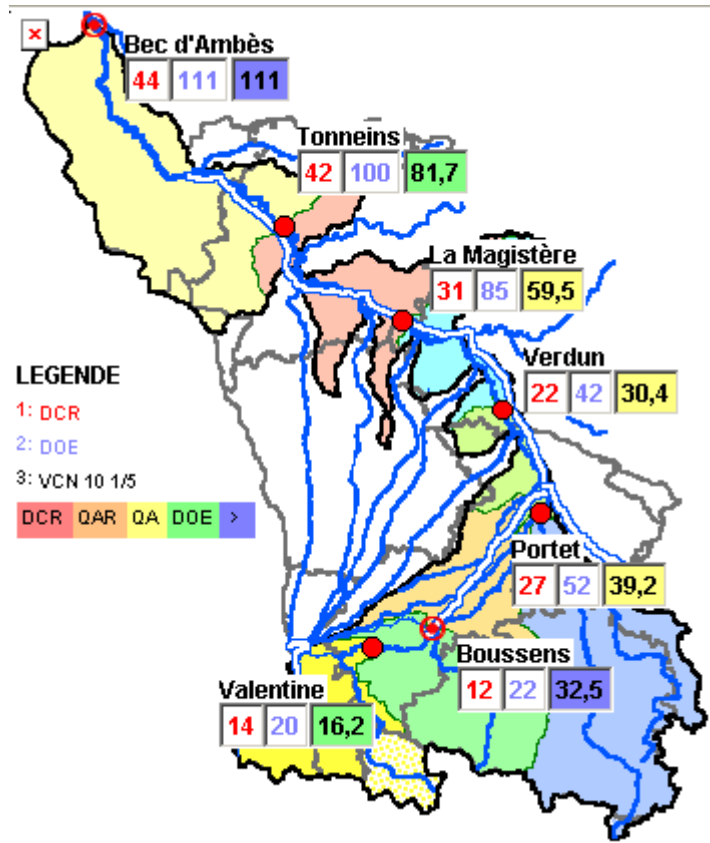 Bec d'Ambès
44 111 111
Tonneins
42 100 81,7
La Magistère
31 85 59,5
Verdun
22 42 30,4
LEGENDE
1: DCR
2: DOE
3: VCN 10 1/5
DCR QAR QA DOE >
Portet
27 52 39,2
Boussens
12 22 32,5
Valentine
14 20 16,2